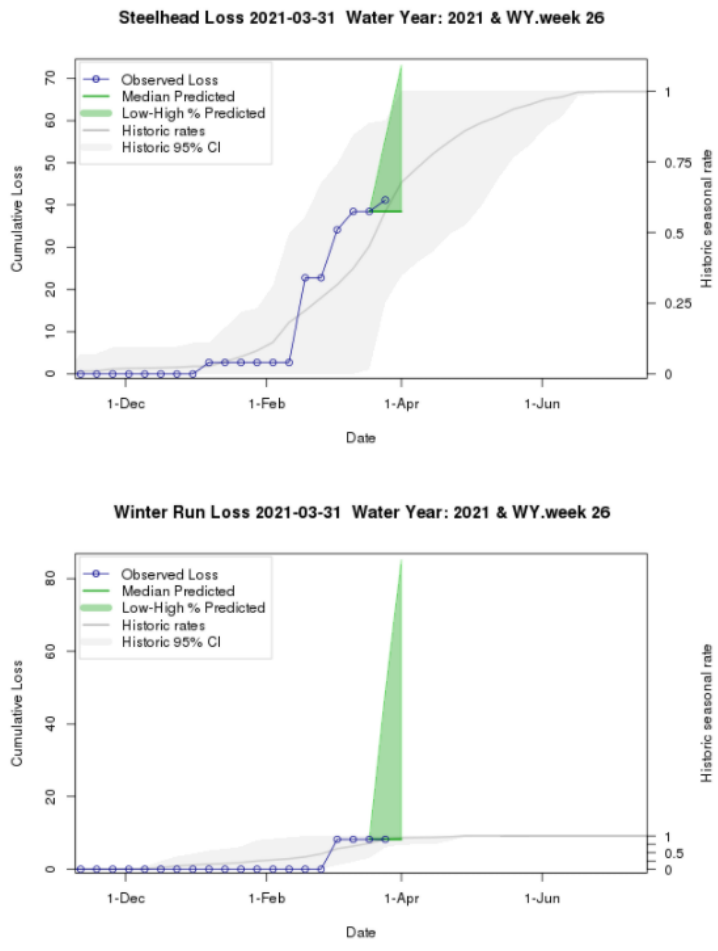 Steelhead Loss 2021-03-31 Water Year: 2021 & WY.week 26
Observed Loss
Median Predicted
Low-High % Predicted
Historic rates
Historic 95% CI
Cumulative Loss
70
60
50
40
30
20
10
0
1
0.75
0.5
0.25
0
Historic seasonal rate
1-Dec
1-Feb
1-Apr
1-Jun
Date
Winter Run Loss 2021-03-31 Water Year: 2021 & WY.week 26
Observed Loss
Median Predicted
Low-High % Predicted
Historic rates
Historic 95% CI
Cumulative Loss
80
60
40
20
0
1
0.5
0
Historic seasonal rate
1-Dec
1-Feb
1-Apr
1-Jun
Date